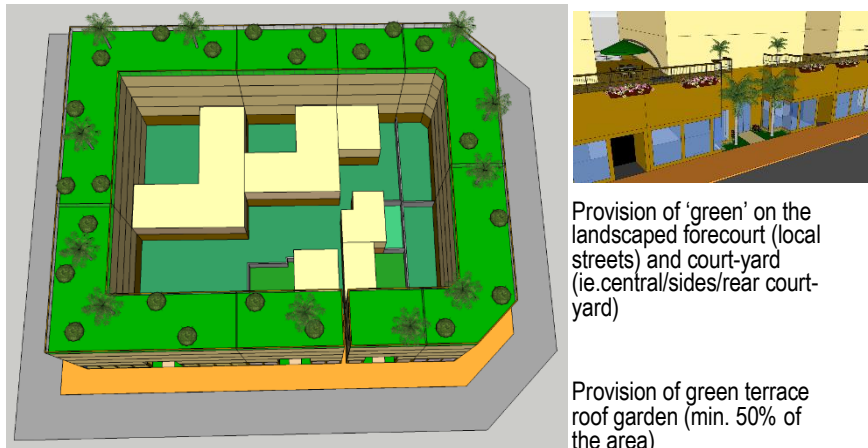 Provision of ‘green’ on the
landscaped forecourt (local
streets) and court-yard
(ie.central/sides/rear court-
yard)
Provision of green terrace
roof garden (min. 50% of
the area)